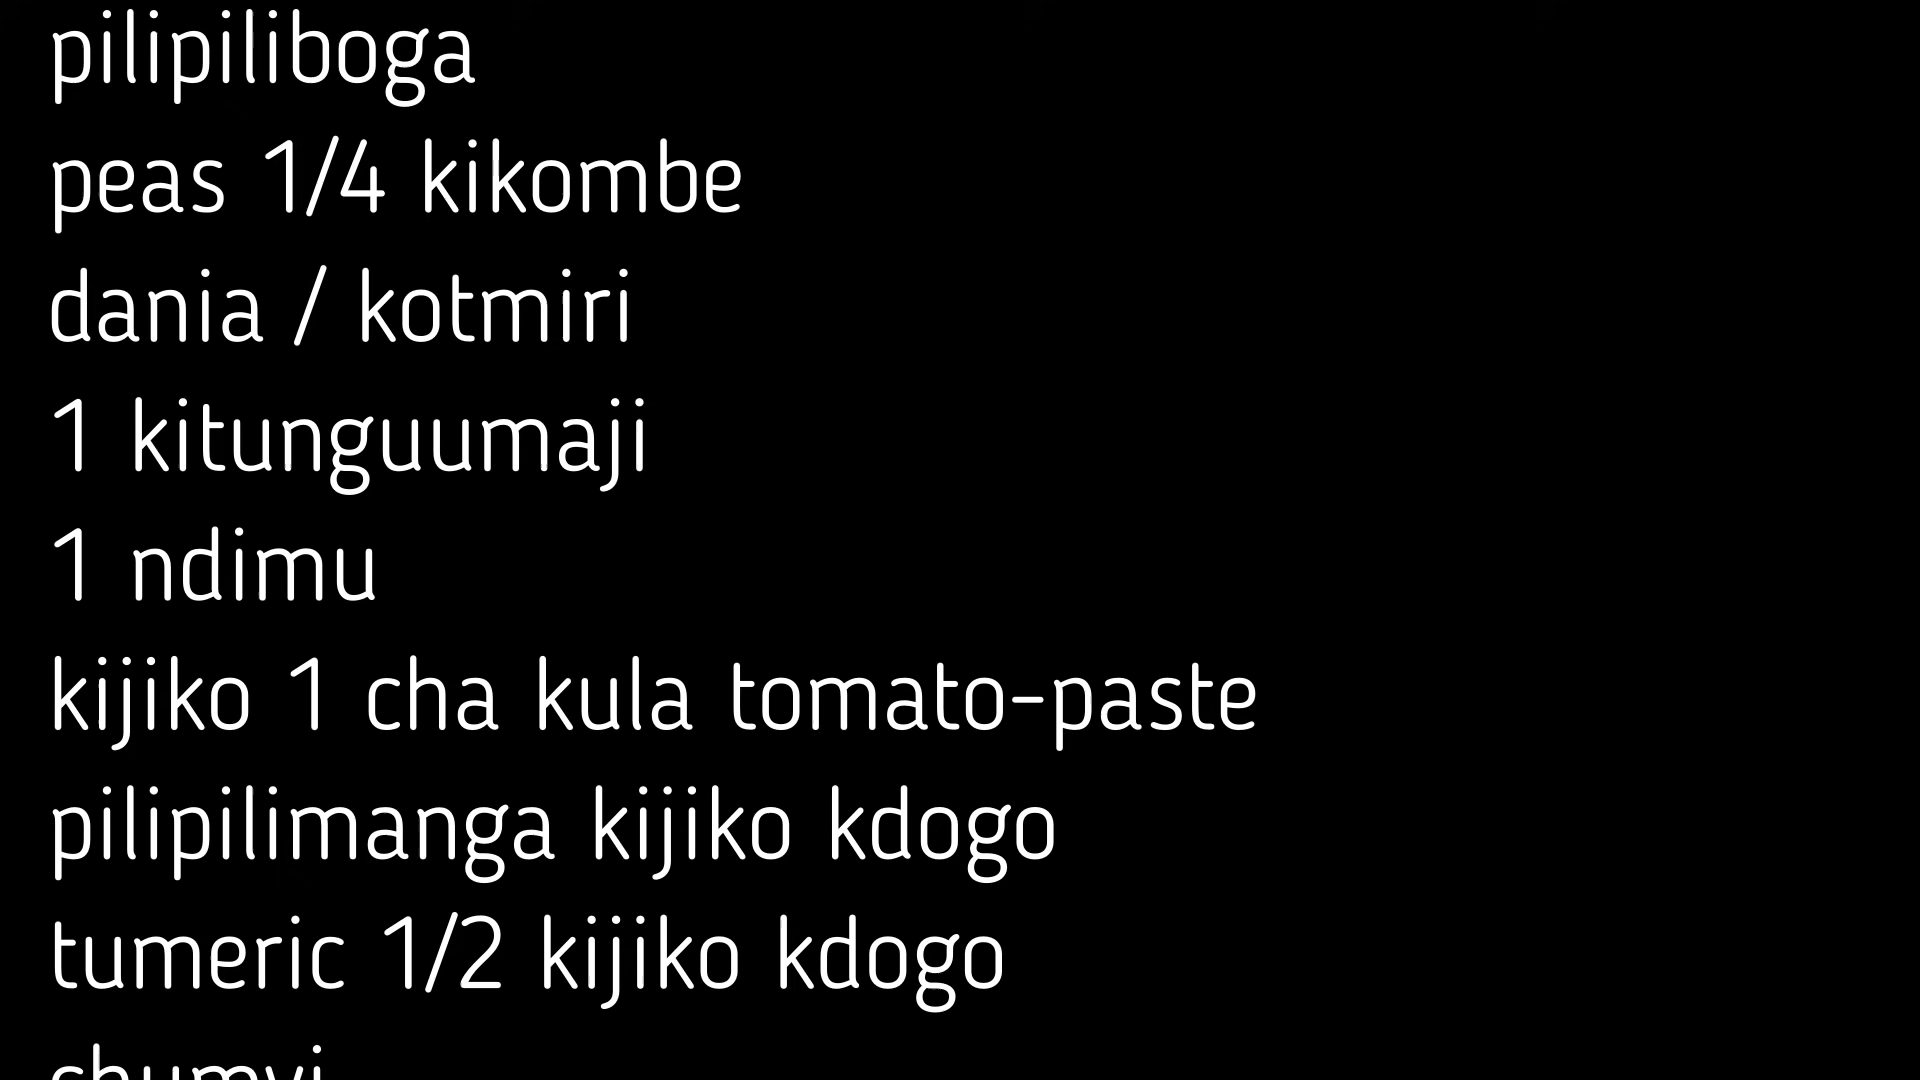 pilipiliboga
peas 1/4 kikombe
dania / kotmiri
1 kitunguumaji
1 ndimu
kijiko 1 cha kula tomato-paste
pilipilimanga kijiko kdogo
tumeric 1/2 kijiko kdogo
chumvi